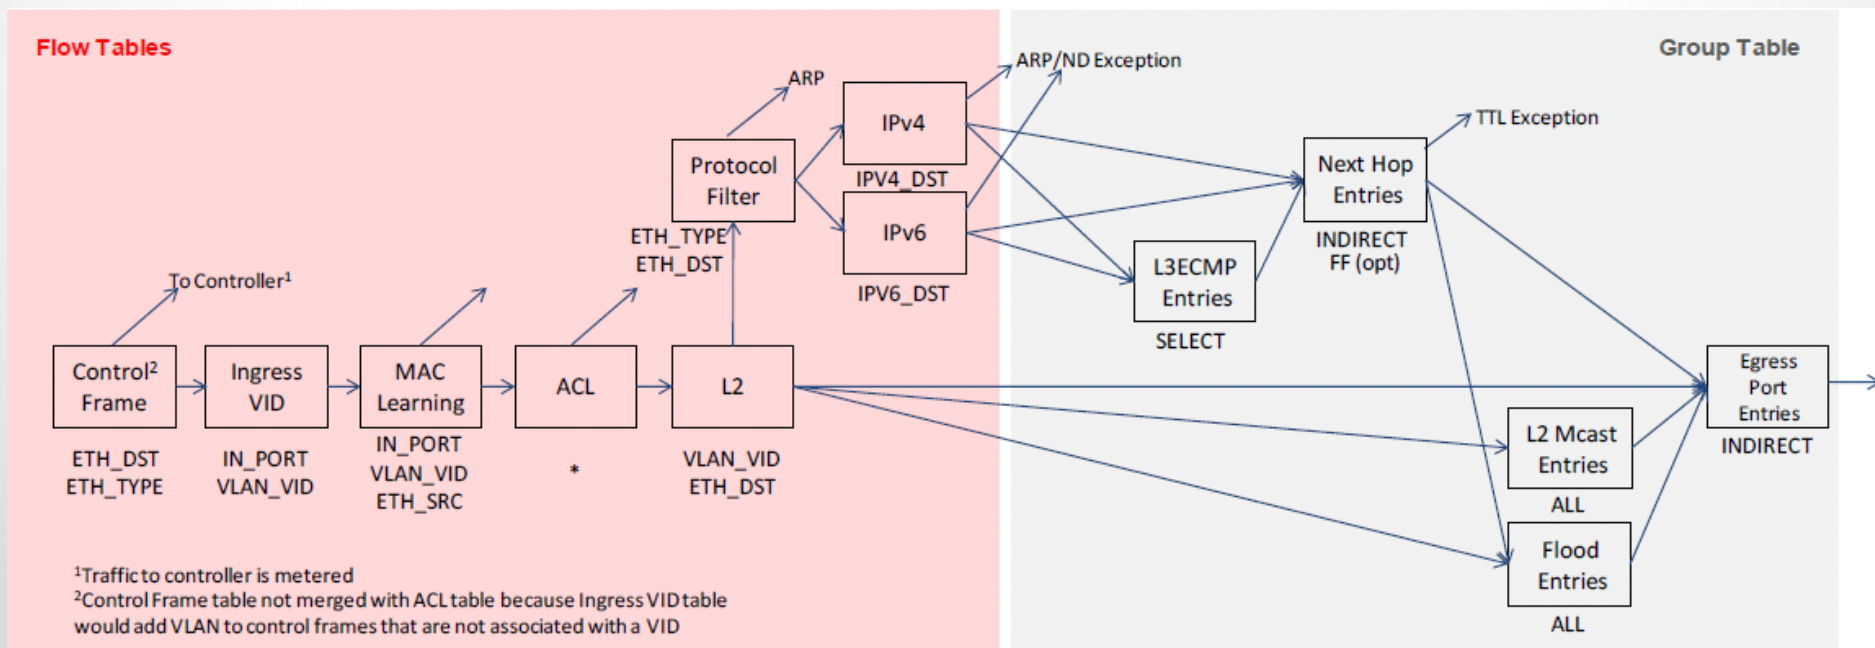 Flow Tables
Group Table
ARP
ARP/ND Exception
IPv4
IPV4_DST
TTL Exception
Protocol
Filter
ETH_TYPE
ETH_DST
IPv6
IPV6_DST
Next Hop
Entries
INDIRECT
FF (opt)
L3ECMP
Entries
SELECT
To Controller¹
Control²
Frame
ETH_DST
ETH_TYPE
Ingress
VID
IN_PORT
VLAN_VID
MAC
Learning
IN_PORT
VLAN_VID
ETH_SRC
ACL
*
L2
VLAN_VID
ETH_DST
Egress
Port
Entries
INDIRECT
L2 Mcast
Entries
ALL
Flood
Entries
ALL
¹Traffic to controller is metered
²Control Frame table not merged with ACL table because Ingress VID table
would add VLAN to control frames that are not associated with a VID